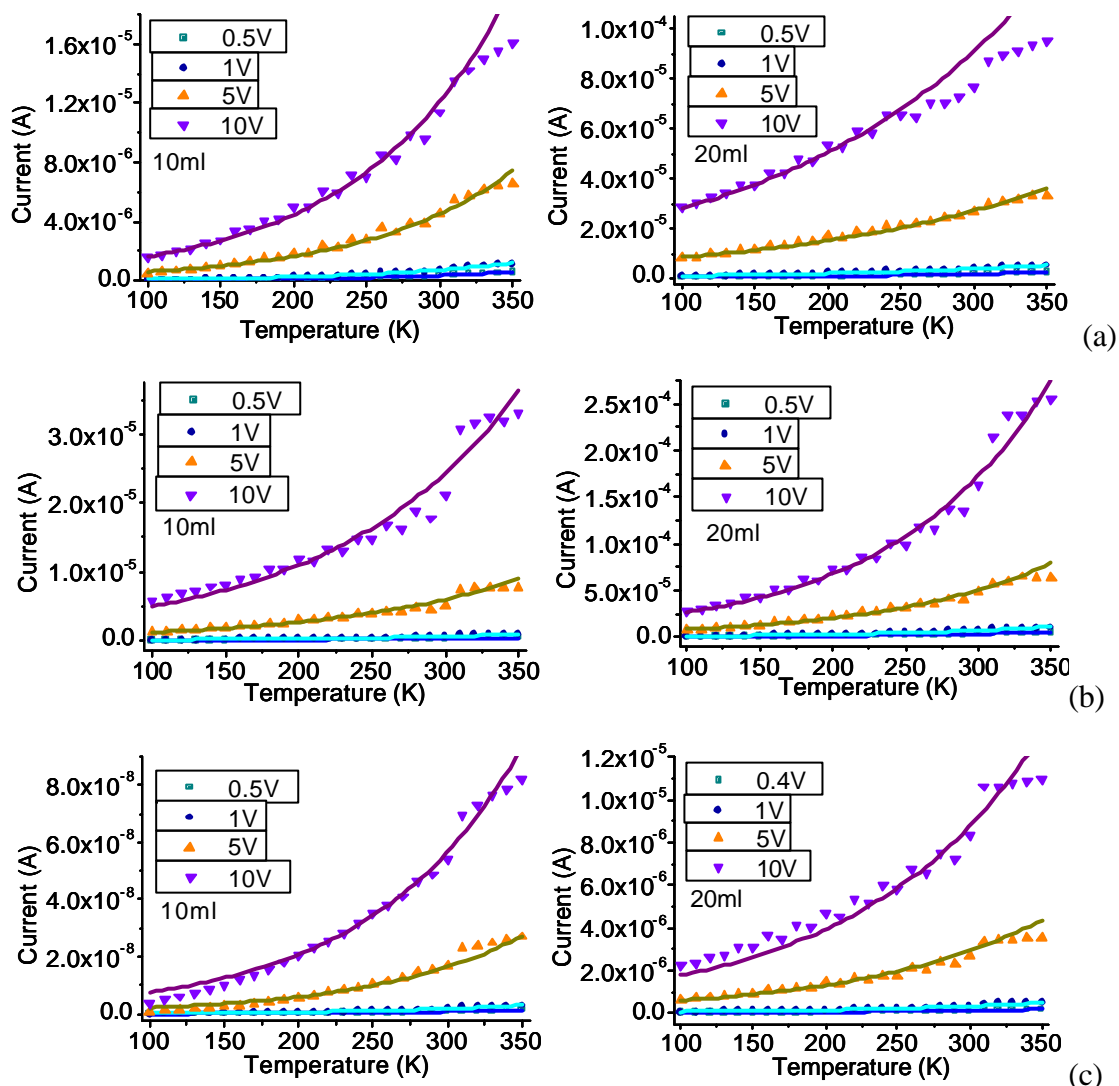 1.6x10⁻⁵
1.2x10⁻⁵
8.0x10⁻⁶
4.0x10⁻⁶
0.0
Current (A)
0.5V
1V
5V
10V
10ml
100 150 200 250 300 350
Temperature (K)
1.0x10⁻⁴
8.0x10⁻⁵
6.0x10⁻⁵
4.0x10⁻⁵
2.0x10⁻⁵
0.0
Current (A)
0.5V
1V
5V
10V
20ml
100 150 200 250 300 350
Temperature (K)
(a)
3.0x10⁻⁵
2.0x10⁻⁵
1.0x10⁻⁵
0.0
Current (A)
0.5V
1V
5V
10V
10ml
100 150 200 250 300 350
Temperature (K)
2.5x10⁻⁴
2.0x10⁻⁴
1.5x10⁻⁴
1.0x10⁻⁴
5.0x10⁻⁵
0.0
Current (A)
0.5V
1V
5V
10V
20ml
100 150 200 250 300 350
Temperature (K)
(b)
8.0x10⁻⁸
6.0x10⁻⁸
4.0x10⁻⁸
2.0x10⁻⁸
0.0
Current (A)
0.5V
1V
5V
10V
10ml
100 150 200 250 300 350
Temperature (K)
1.2x10⁻⁵
1.0x10⁻⁵
8.0x10⁻⁶
6.0x10⁻⁶
4.0x10⁻⁶
2.0x10⁻⁶
0.0
Current (A)
0.4V
1V
5V
10V
20ml
100 150 200 250 300 350
Temperature (K)
(c)